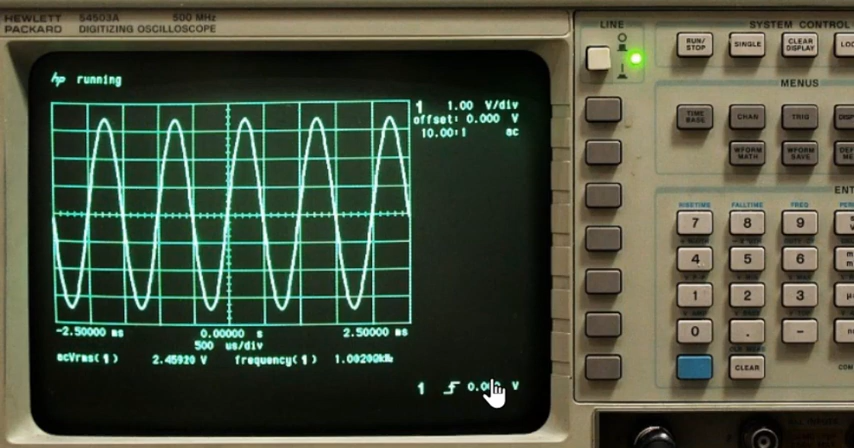 HEWLETT
PACKARD
54503A 500 MHz
DIGITIZING OSCILLOSCOPE
hp running
1 1.00 V/div
offset: 0.000 V
10.00:1 ac
-2.50000 ms 0.00000 s 2.50000 ms
500 us/div
acVrms(1) 2.45920 V frequency(1) 1.00200kHz
1 V
LINE
SYSTEM CONTROL
RUN/STOP
SINGLE
CLEAR DISPLAY
MENUS
TIME BASE
CHAN
TRIG
WFORM MATH
WFORM SAVE
RISETIME FALLTIME FREQ
7 8 9
4 5 6
1 2 3
0 . -
CLEAR